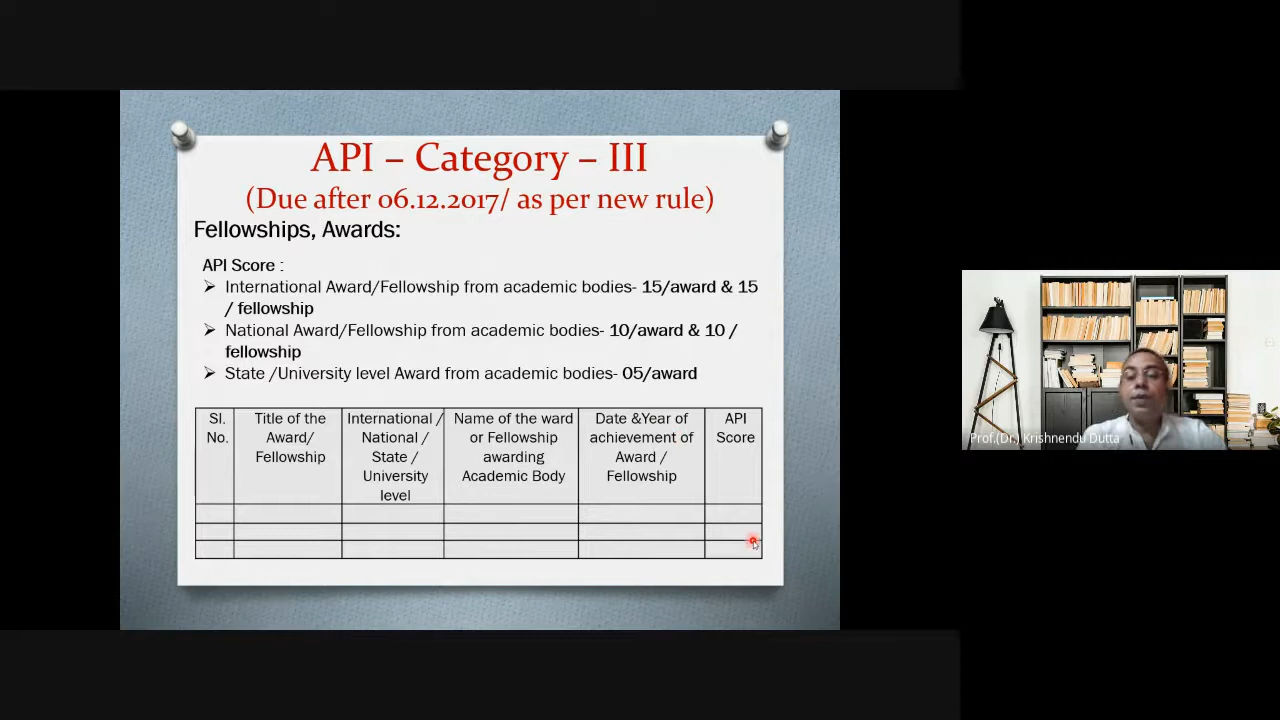 API – Category – III
(Due after 06.12.2017/ as per new rule)
Fellowships, Awards:
API Score :
International Award/Fellowship from academic bodies- 15/award & 15
/ fellowship
National Award/Fellowship from academic bodies- 10/award & 10 /
fellowship
State /University level Award from academic bodies- 05/award
Sl.
No.
Title of the
Award/
Fellowship
International /
National /
State /
University
level
Name of the ward
or Fellowship
awarding
Academic Body
Date &Year of
achievement of
Award /
Fellowship
API
Score
Prof.(Dr.) Krishnendu Dutta